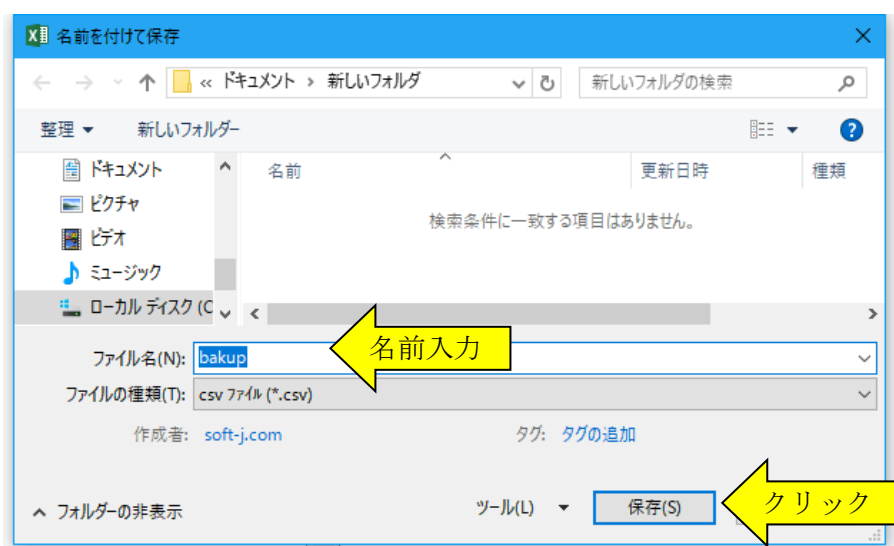 名前を付けて保存
« ドキュメント › 新しいフォルダ
新しいフォルダの検索
整理
新しいフォルダー
ドキュメント
ピクチャ
ビデオ
ミュージック
ローカル ディスク (C
名前
更新日時
種類
検索条件に一致する項目はありません。
名前入力
ファイル名(N): bakup
ファイルの種類(T): csv ファイル (*.csv)
作成者: soft-j.com
タグ: タグの追加
フォルダーの非表示
ツール(L)
保存(S)
クリック